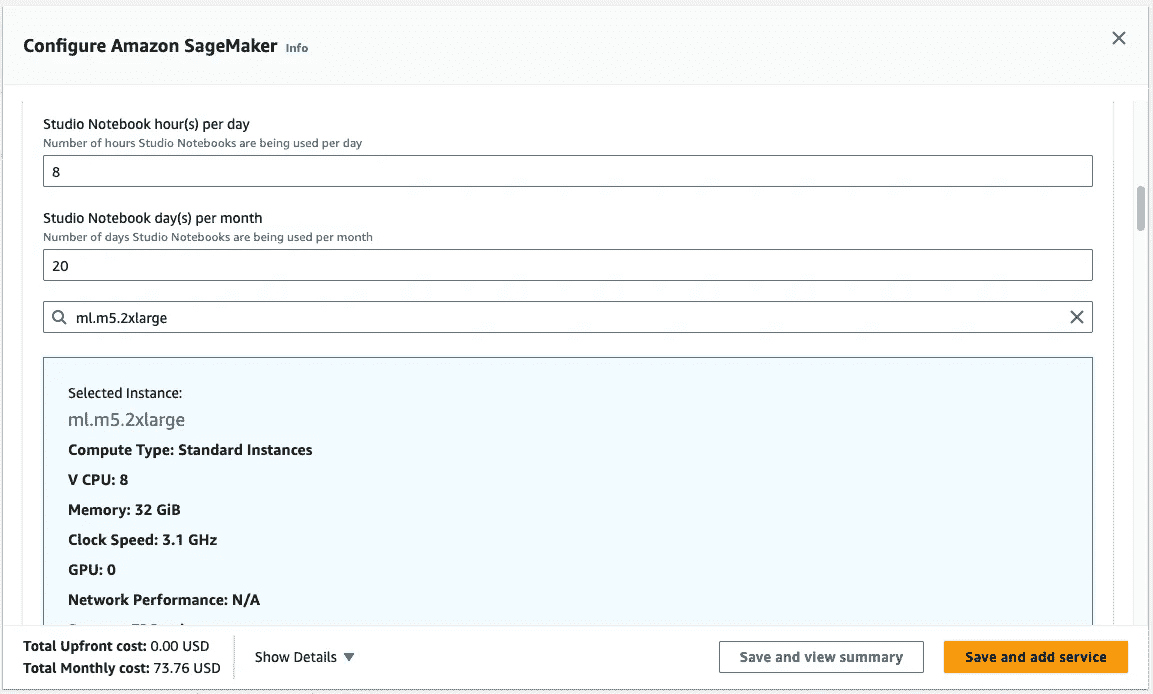 Configure Amazon SageMaker Info
Studio Notebook hour(s) per day
Number of hours Studio Notebooks are being used per day
8
Studio Notebook day(s) per month
Number of days Studio Notebooks are being used per month
20
ml.m5.2xlarge
Selected Instance:
ml.m5.2xlarge
Compute Type: Standard Instances
V CPU: 8
Memory: 32 GiB
Clock Speed: 3.1 GHz
GPU: 0
Network Performance: N/A
Total Upfront cost: 0.00 USD
Total Monthly cost: 73.76 USD
Show Details
Save and view summary
Save and add service